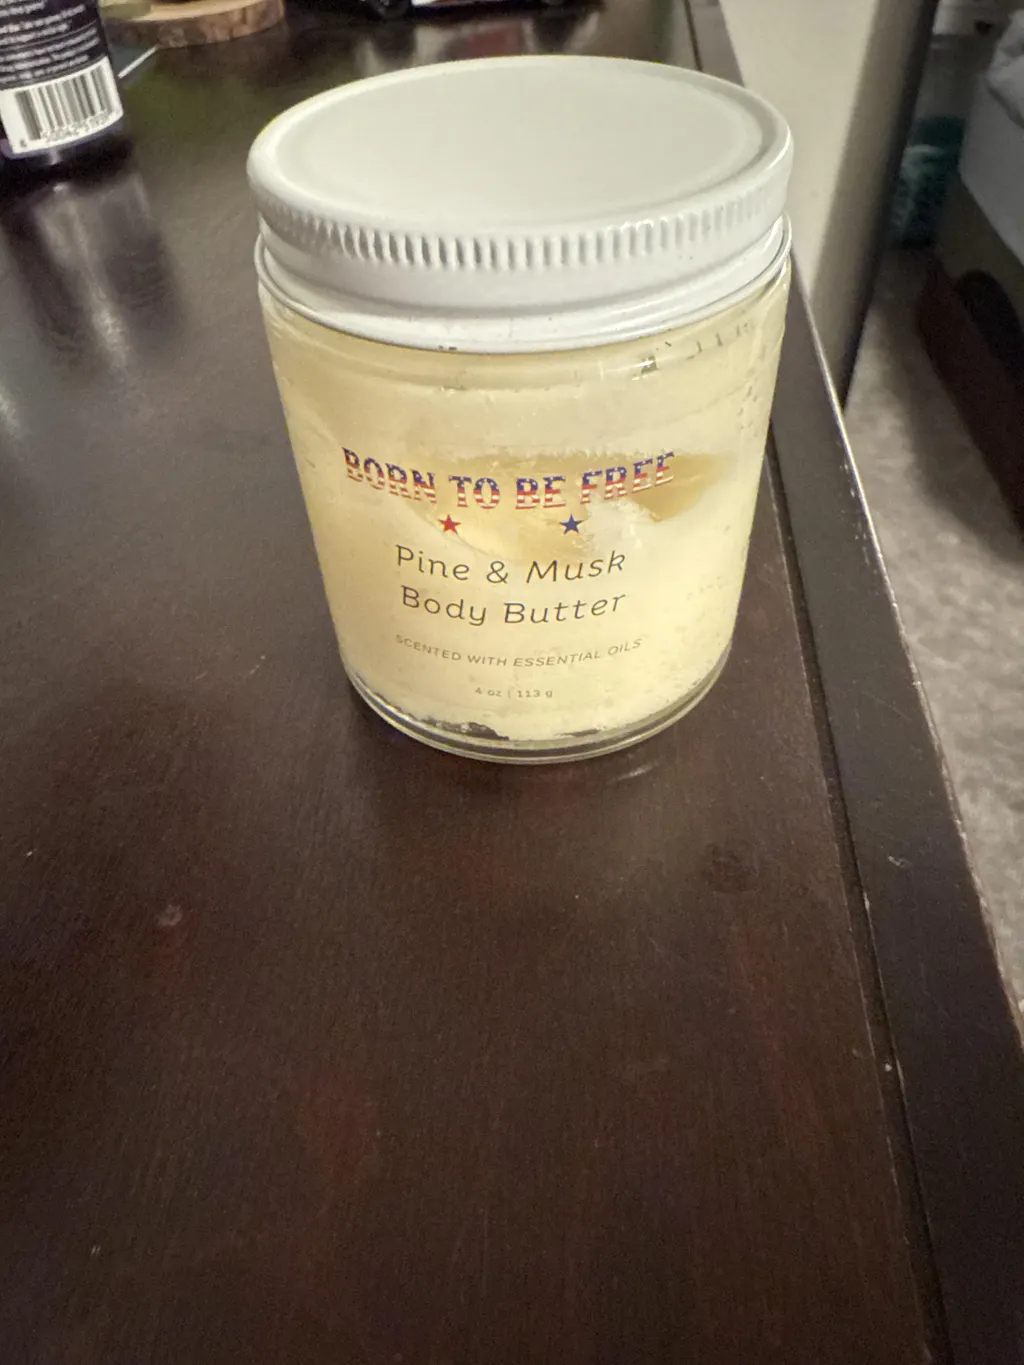 BORN TO BE FREE
Pine & Musk
Body Butter
SCENTED WITH ESSENTIAL OILS
4 oz | 113 g